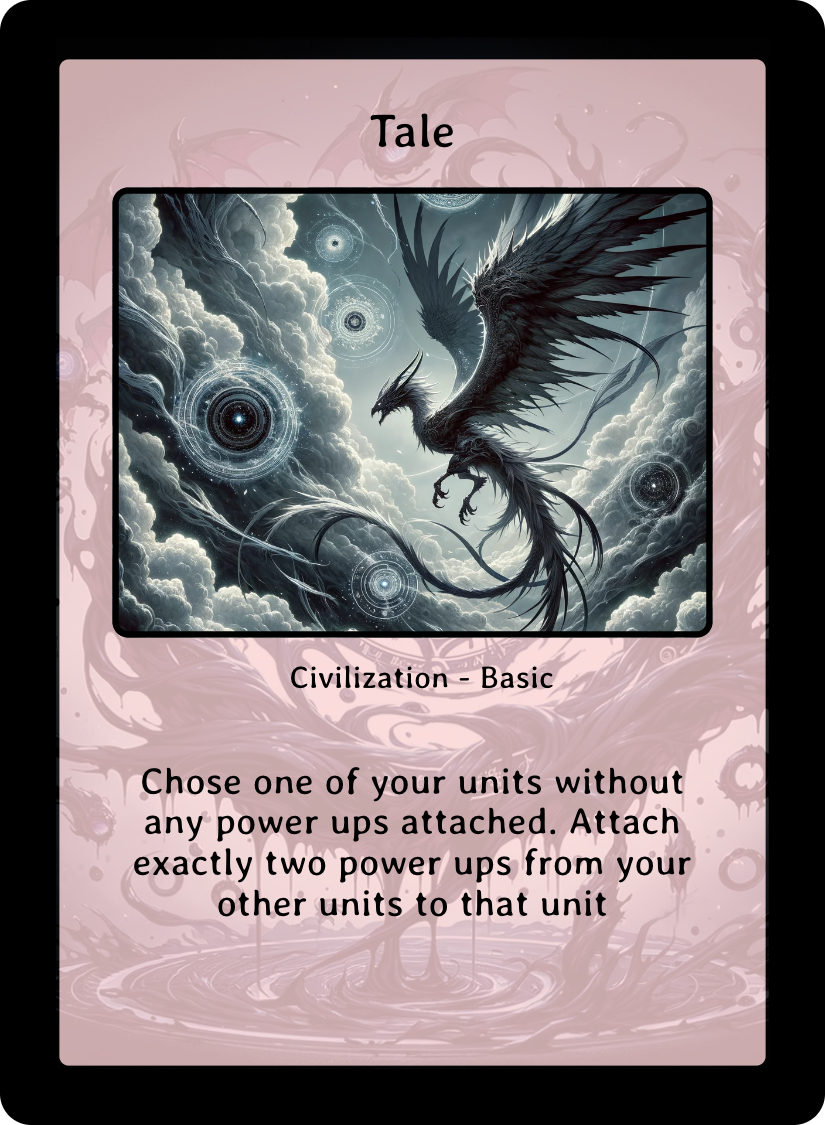 Tale
Civilization - Basic
Chose one of your units without
any power ups attached. Attach
exactly two power ups from your
other units to that unit